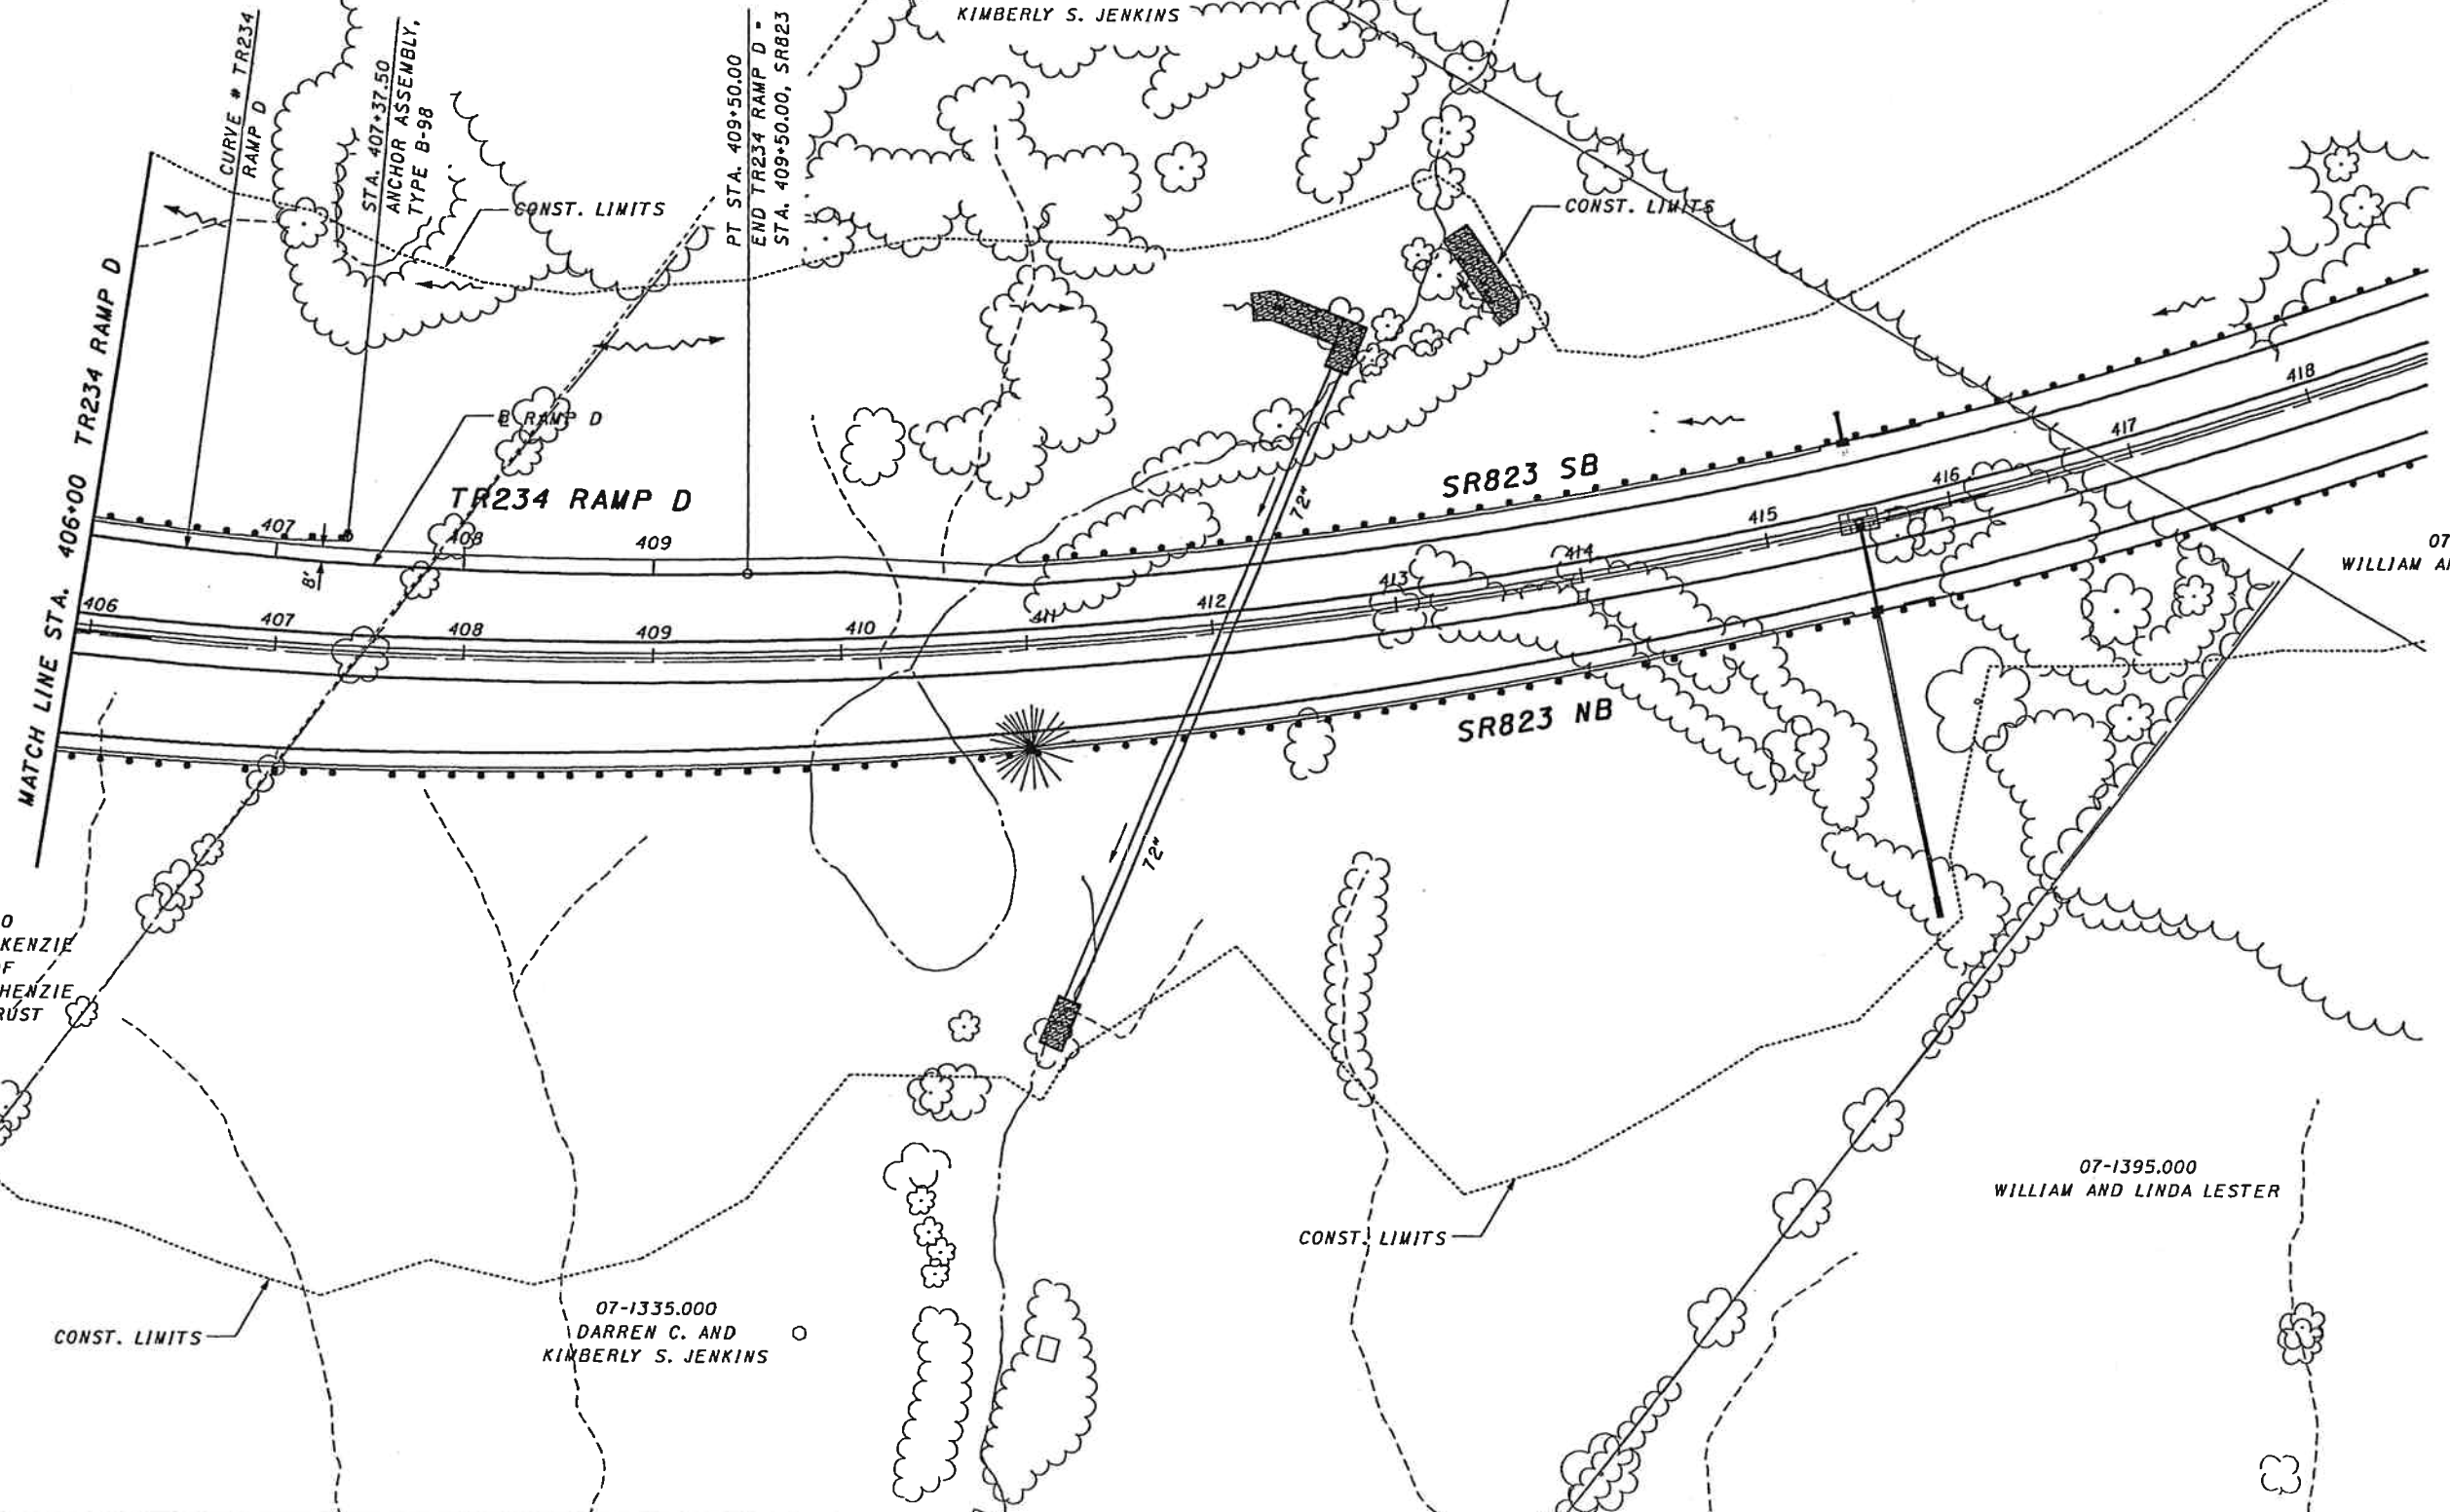 KIMBERLY S. JENKINS
CURVE # TR234
RAMP D
STA. 407+37.50
ANCHOR ASSEMBLY,
TYPE B-98
PT STA. 409+50.00
END TR234 RAMP D =
STA. 409+50.00, SR823
CONST. LIMITS
CONST. LIMITS
MATCH LINE STA. 406+00 TR234 RAMP D
RAMP D
TR234 RAMP D
SR823 SB
72"
407
408
409
8'
406
407
408
409
410
411
412
413
414
415
416
417
418
SR823 NB
72"
07
WILLIAM
O
KENZIE
OF
HENZIE
RUST
07-1395.000
WILLIAM AND LINDA LESTER
CONST. LIMITS
CONST. LIMITS
07-1335.000
DARREN C. AND
KIMBERLY S. JENKINS